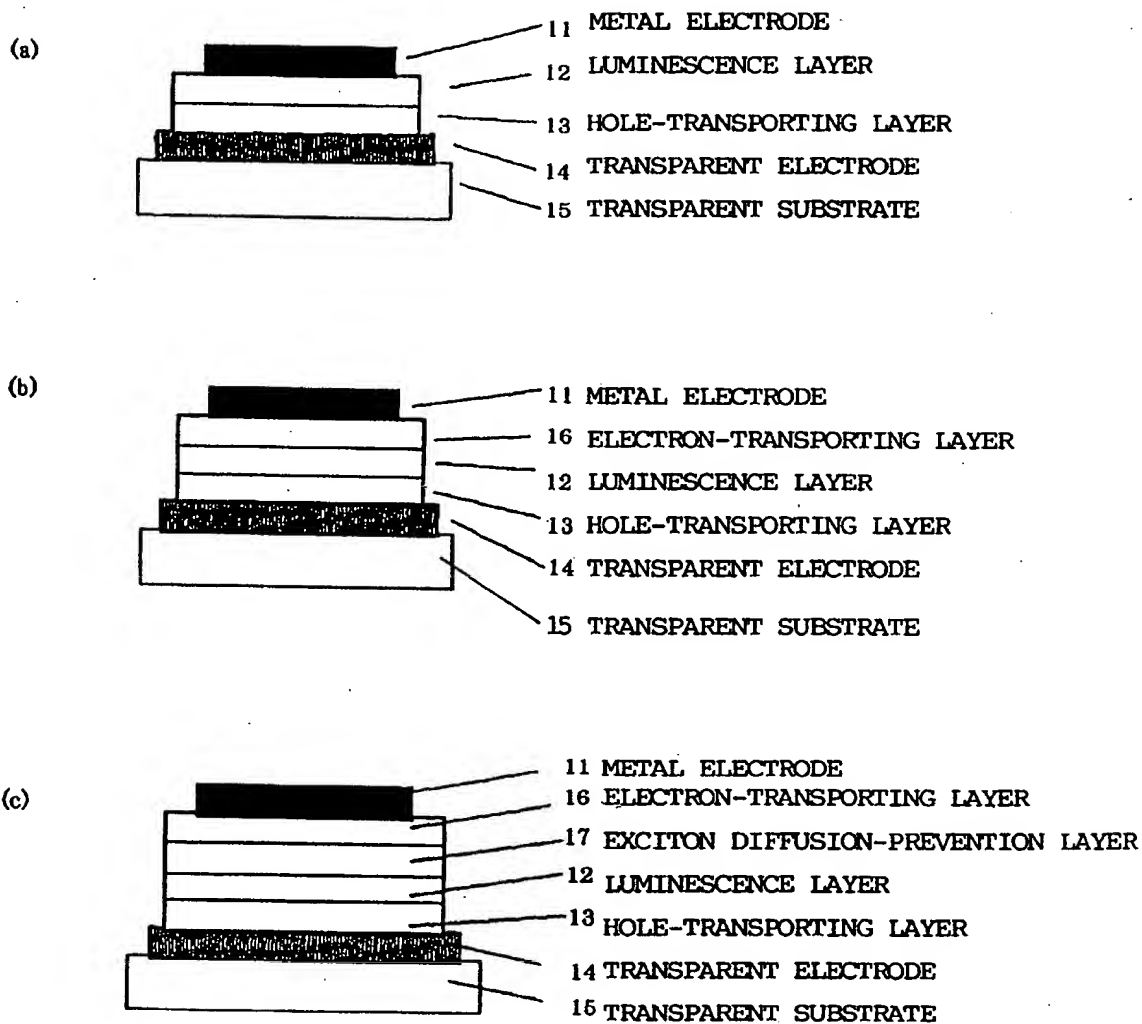 (a)
11 METAL ELECTRODE
12 LUMINESCENCE LAYER
13 HOLE-TRANSPORTING LAYER
14 TRANSPARENT ELECTRODE
15 TRANSPARENT SUBSTRATE
(b)
11 METAL ELECTRODE
16 ELECTRON-TRANSPORTING LAYER
12 LUMINESCENCE LAYER
13 HOLE-TRANSPORTING LAYER
14 TRANSPARENT ELECTRODE
15 TRANSPARENT SUBSTRATE
(c)
11 METAL ELECTRODE
16 ELECTRON-TRANSPORTING LAYER
17 EXCITON DIFFUSION-PREVENTION LAYER
12 LUMINESCENCE LAYER
13 HOLE-TRANSPORTING LAYER
14 TRANSPARENT ELECTRODE
15 TRANSPARENT SUBSTRATE